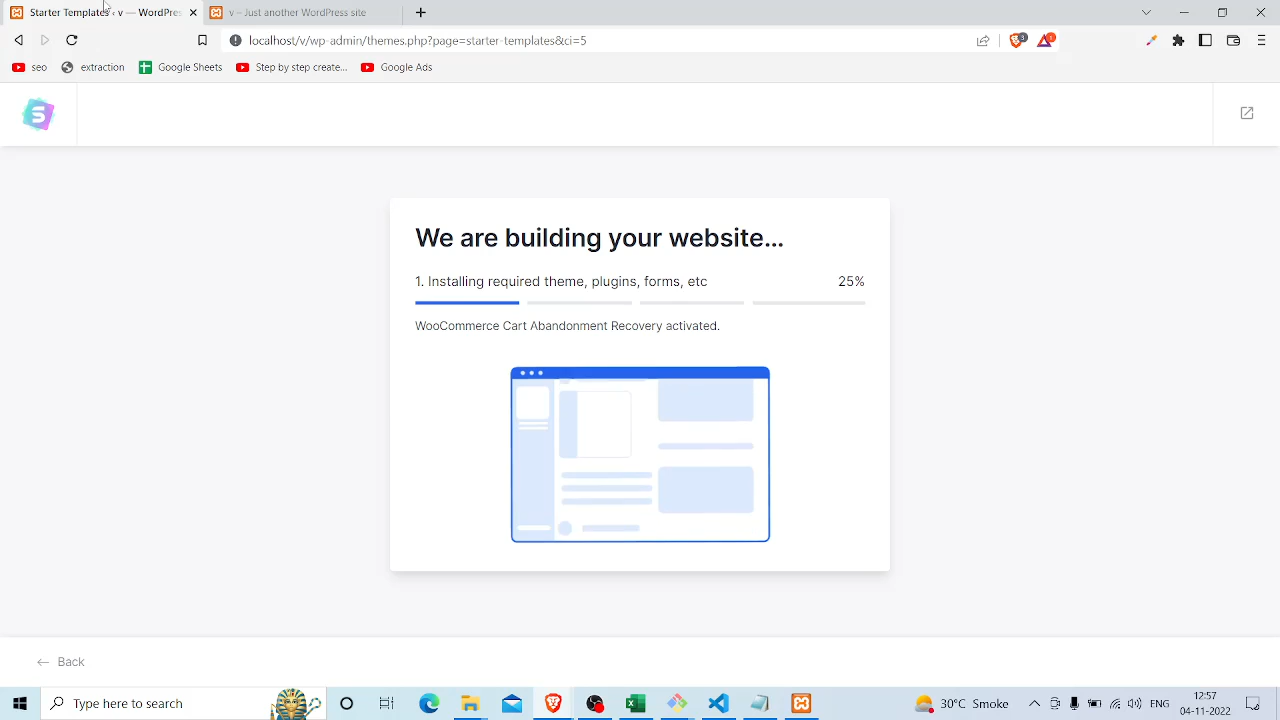 Starter Templates ‹ v — WordPres
v – Just another WordPress site
localhost/v/wp-admin/themes.php?page=starter-templates&ci=5
3
1
seo
extraction
Google Sheets
Step by step create...
Google Ads
S
We are building your website...
1. Installing required theme, plugins, forms, etc
25%
WooCommerce Cart Abandonment Recovery activated.
Back
Type here to search
30°C Smoke
ENG
12:57
04-11-2022